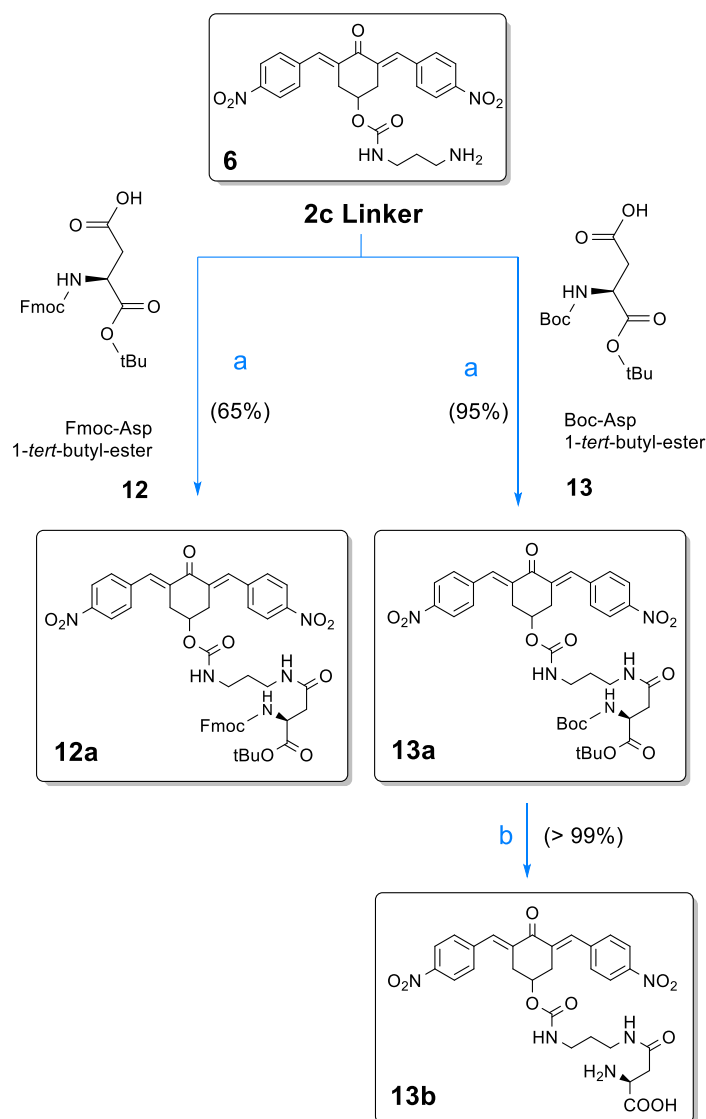 O
O2N
NO2
O
O
HN
NH2
6
2c Linker
OH
O
HN
Fmoc
O
O
tBu
OH
O
HN
Boc
O
O
tBu
a
a
(65%)
(95%)
Fmoc-Asp
1-tert-butyl-ester
12
Boc-Asp
1-tert-butyl-ester
13
O
O2N
NO2
O
O
HN
H
N
O
H
N
Fmoc
tBuO
O
12a
O
O2N
NO2
O
O
HN
H
N
O
HN
Boc
tBuO
O
13a
b
(> 99%)
O
O2N
NO2
O
O
HN
H
N
O
H2N
COOH
13b